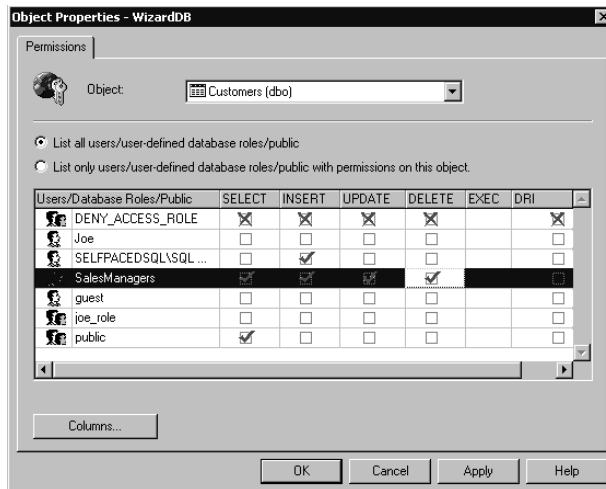 Object Properties - WizardDB
Permissions
Object: Customers (dbo)
List all users/user-defined database roles/public
List only users/user-defined database roles/public with permissions on this object.
Users/Database Roles/Public SELECT INSERT UPDATE DELETE EXEC DRI
DENY_ACCESS_ROLE
Joe
SELFPACEDSQL\SQL ...
SalesManagers
guest
joe_role
public
Columns...
OK Cancel Apply Help